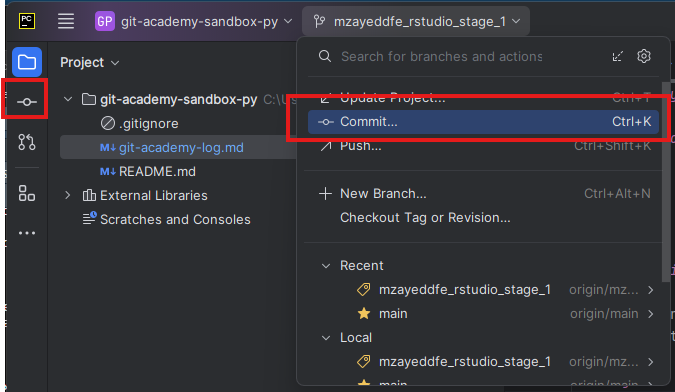 PC
GP git-academy-sandbox-py mzayeddfe_rstudio_stage_1
Project
Search for branches and actions
git-academy-sandbox-py C:\Us
Update Project... Ctrl+T
.gitignore
Commit... Ctrl+K
git-academy-log.md
Push... Ctrl+Shift+K
README.md
External Libraries
New Branch... Ctrl+Alt+N
Scratches and Consoles
Checkout Tag or Revision...
Recent
mzayeddfe_rstudio_stage_1 origin/mz...
main origin/main
Local
mzayeddfe_rstudio_stage_1 origin/mz...
main origin/main